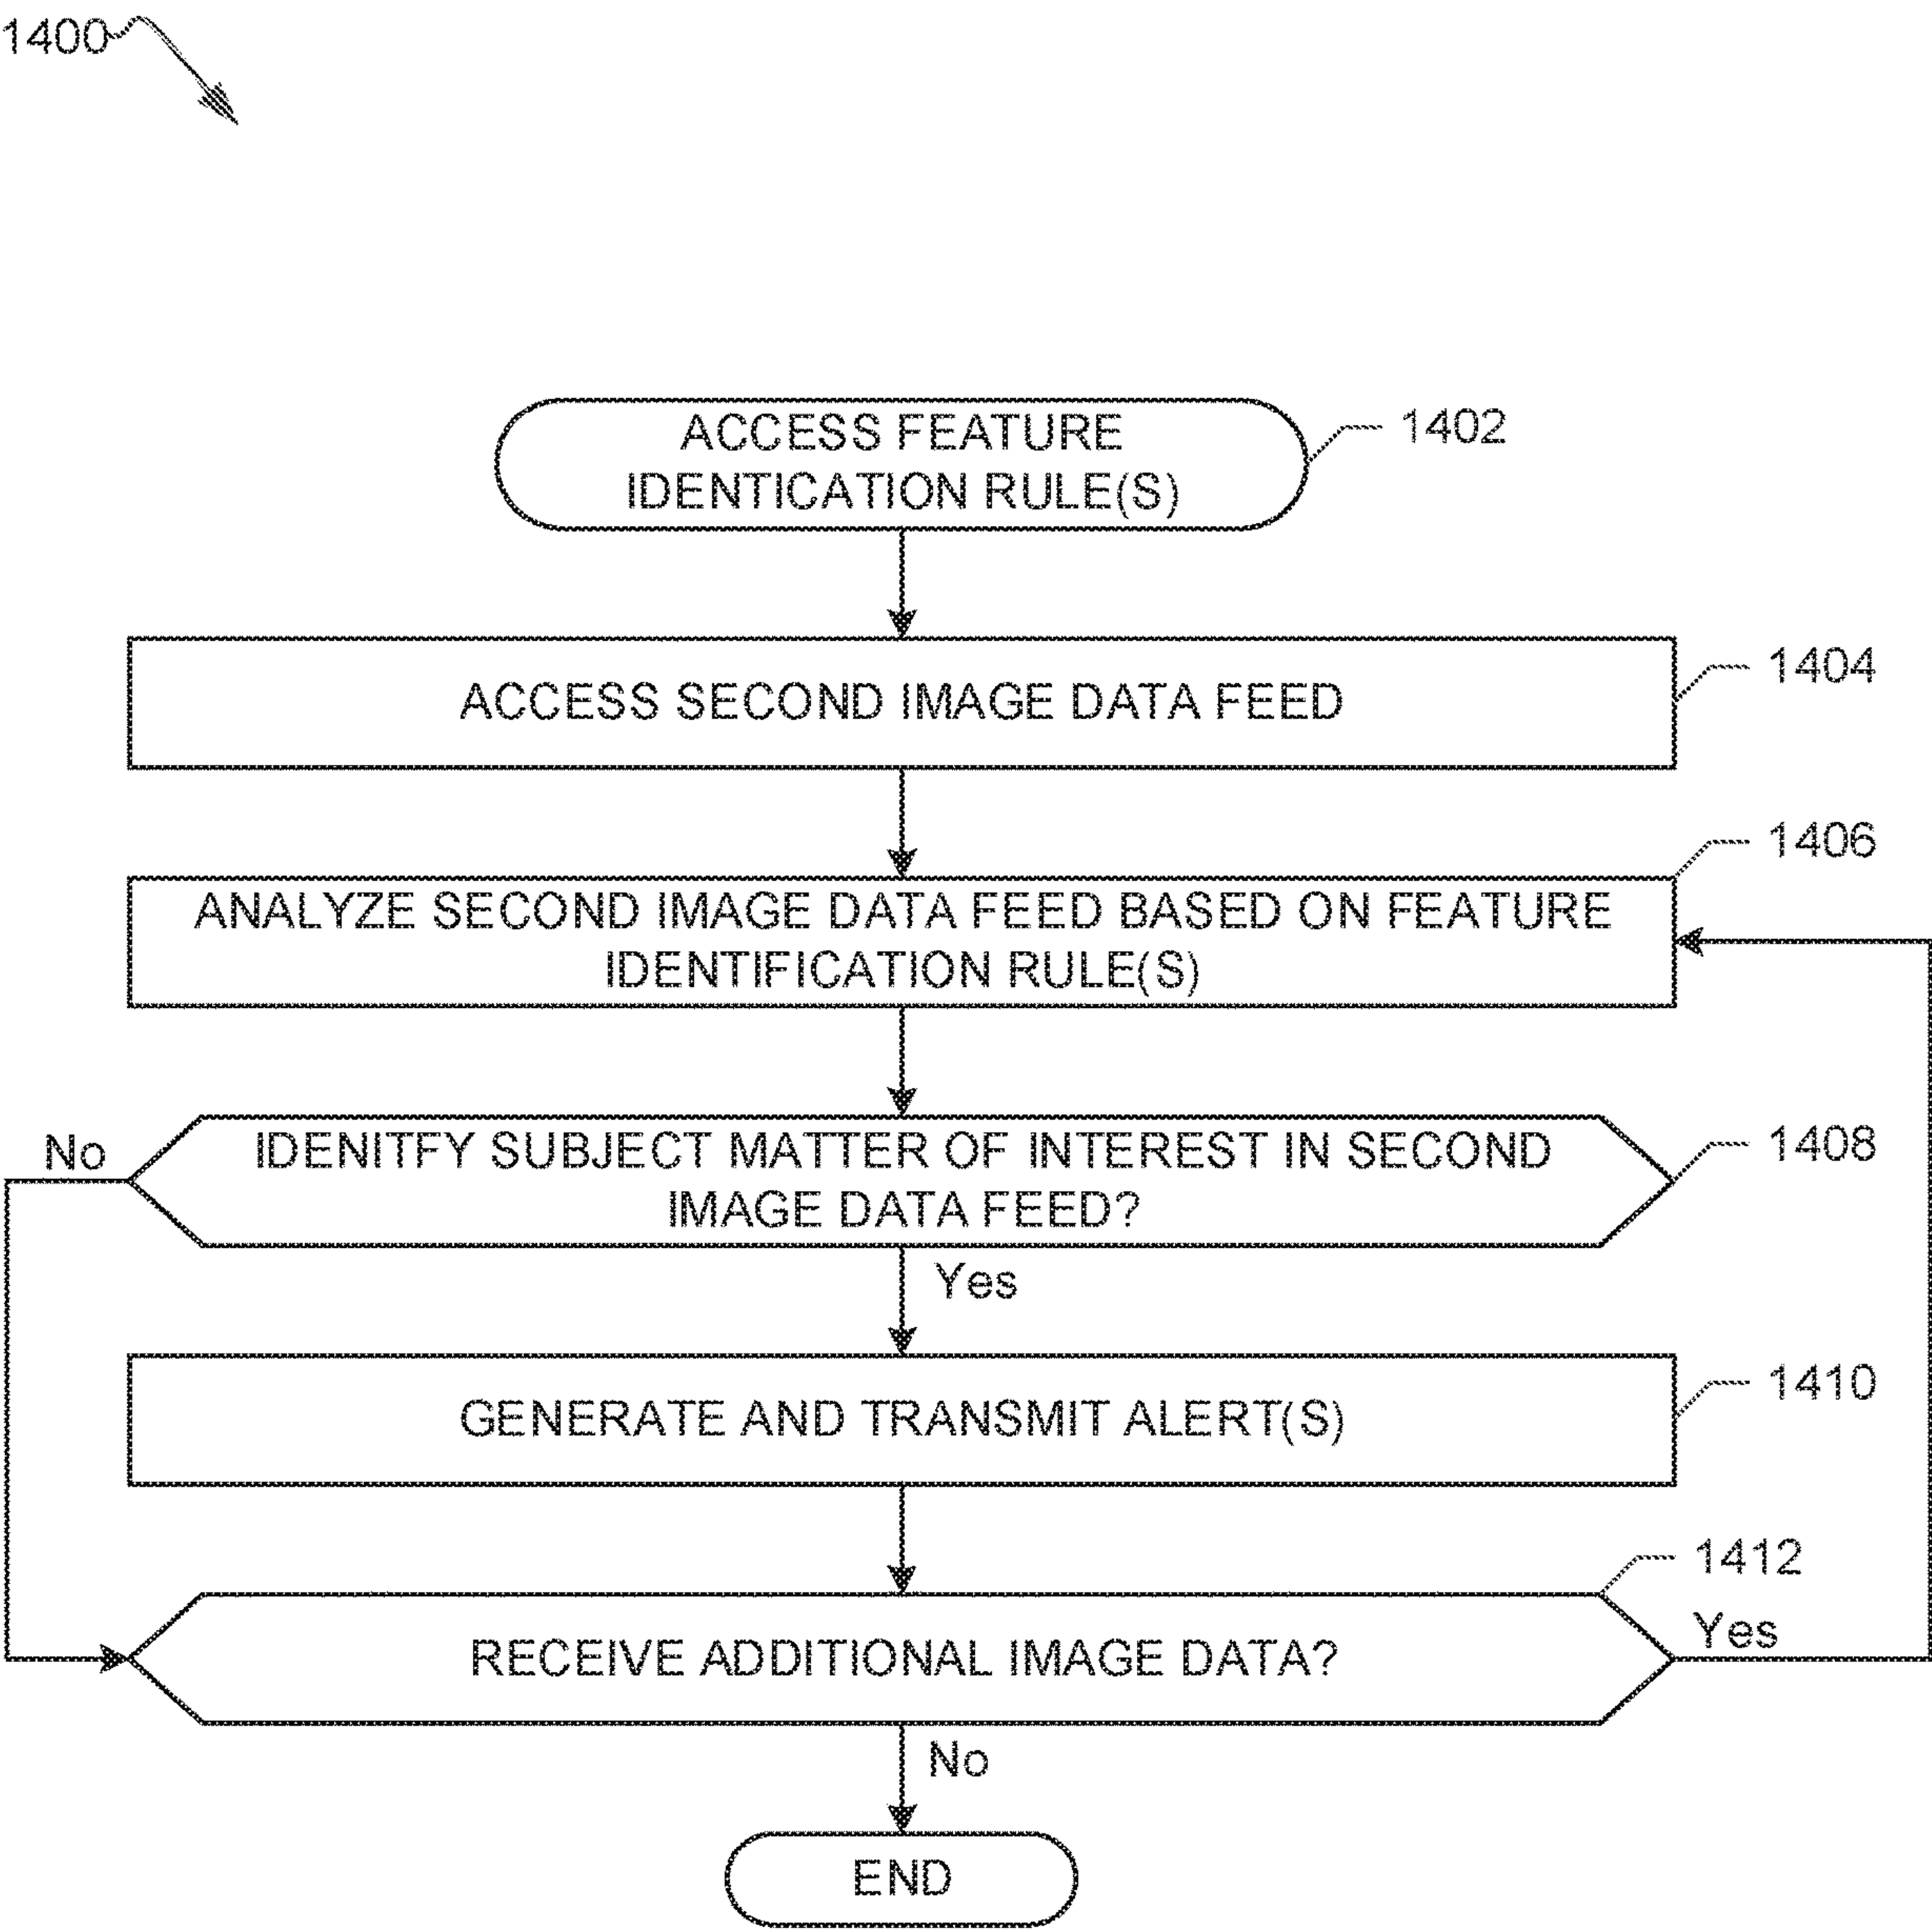 1400
ACCESS FEATURE
IDENTICATION RULE(S)
1402
ACCESS SECOND IMAGE DATA FEED
1404
1406
ANALYZE SECOND IMAGE DATA FEED BASED ON FEATURE
IDENTIFICATION RULE(S)
No
IDENITFY SUBJECT MATTER OF INTEREST IN SECOND
IMAGE DATA FEED?
1408
Yes
GENERATE AND TRANSMIT ALERT(S)
1410
1412
RECEIVE ADDITIONAL IMAGE DATA?
Yes
No
END